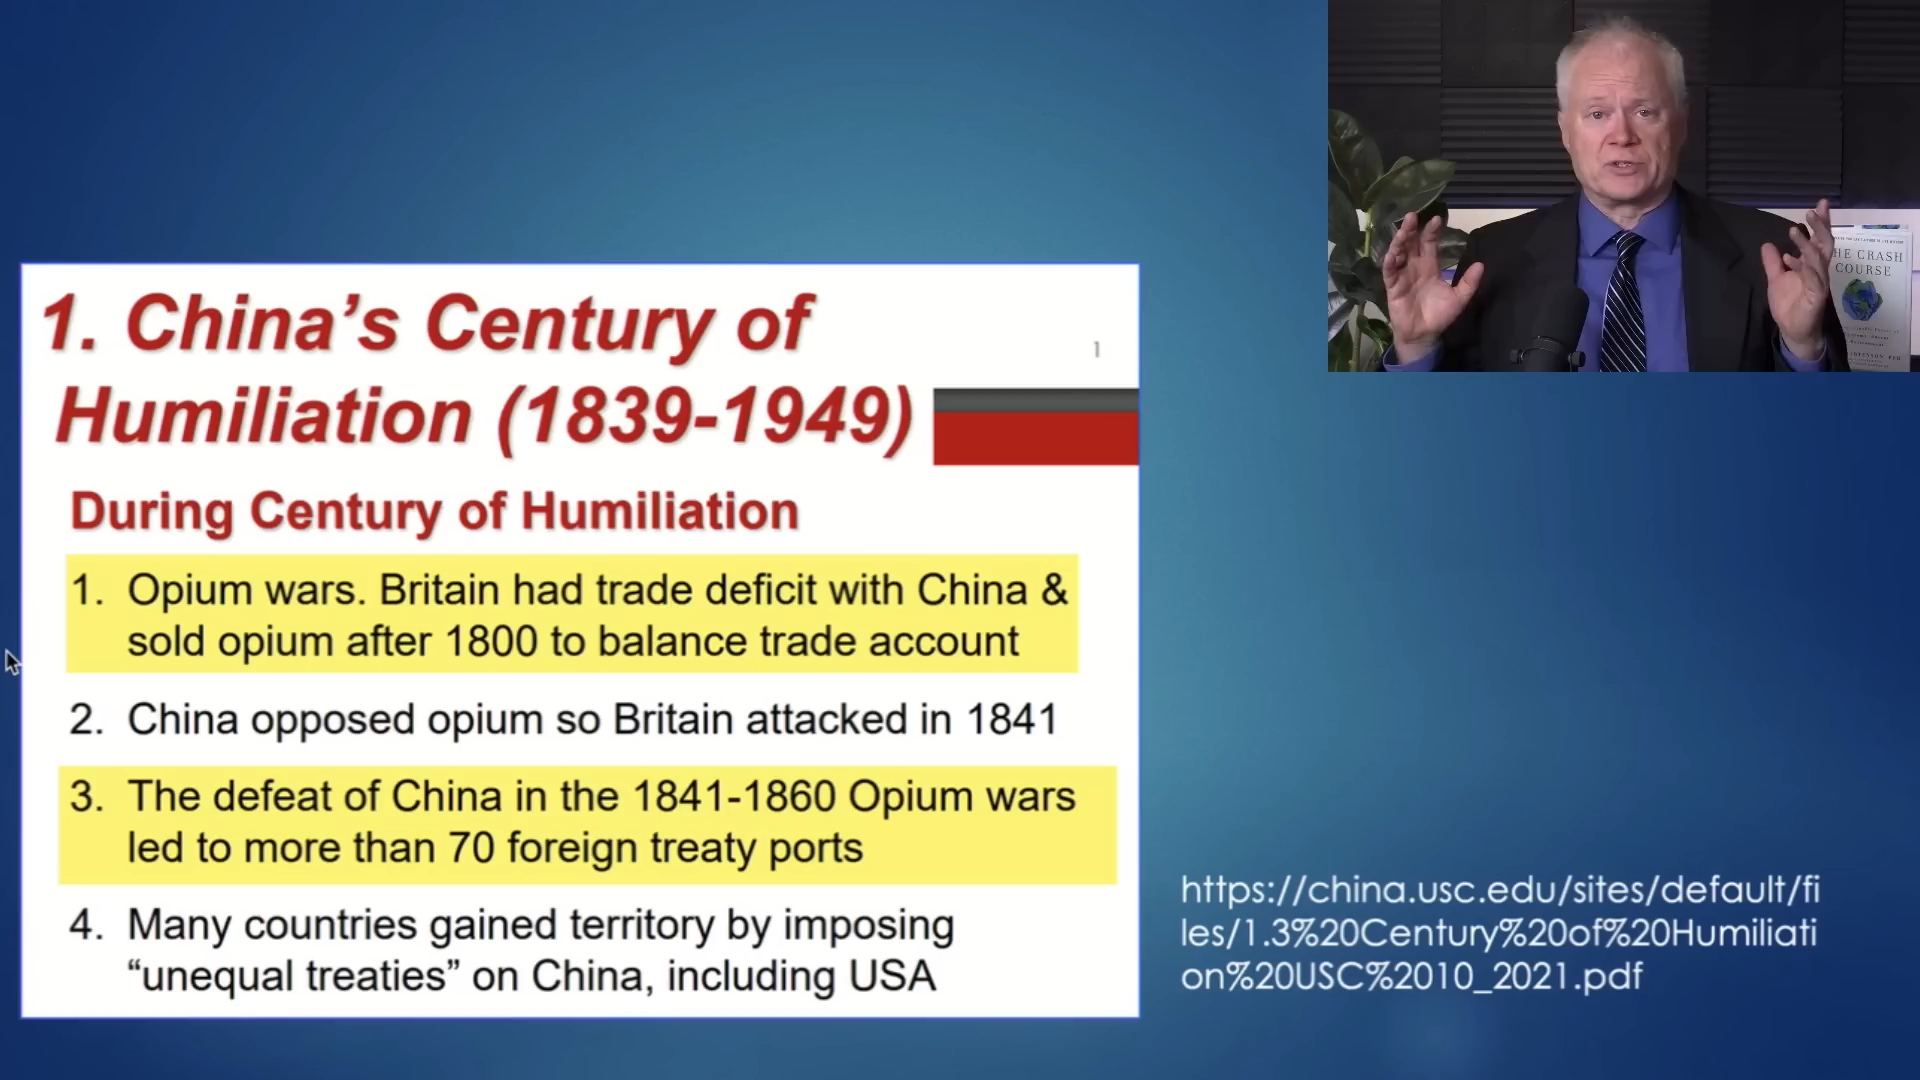 1. China’s Century of
Humiliation (1839-1949)
1
During Century of Humiliation
1. Opium wars. Britain had trade deficit with China &
sold opium after 1800 to balance trade account
2. China opposed opium so Britain attacked in 1841
3. The defeat of China in the 1841-1860 Opium wars
led to more than 70 foreign treaty ports
4. Many countries gained territory by imposing
“unequal treaties” on China, including USA
https://china.usc.edu/sites/default/fi
les/1.3%20Century%20of%20Humiliati
on%20USC%2010_2021.pdf
HE CRASH
COURSE